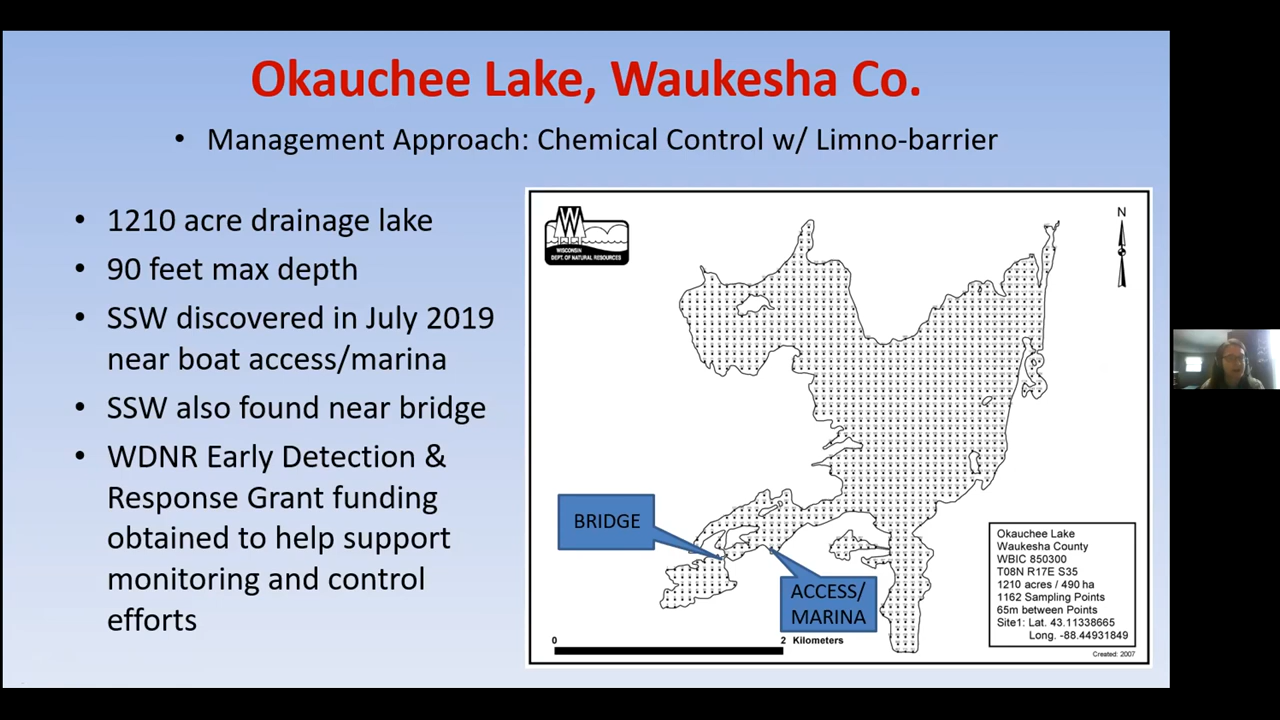 Okauchee Lake, Waukesha Co.
• Management Approach: Chemical Control w/ Limno-barrier
• 1210 acre drainage lake
• 90 feet max depth
• SSW discovered in July 2019
near boat access/marina
• SSW also found near bridge
• WDNR Early Detection &
Response Grant funding
obtained to help support
monitoring and control
efforts
W
WISCONSIN
DEPT. OF NATURAL RESOURCES
N
BRIDGE
ACCESS/
MARINA
0 2 Kilometers
Okauchee Lake
Waukesha County
WBIC 850300
T08N R17E S35
1210 acres / 490 ha
1162 Sampling Points
65m between Points
Site1: Lat. 43.11338665
Long. -88.44931849
Created: 2007